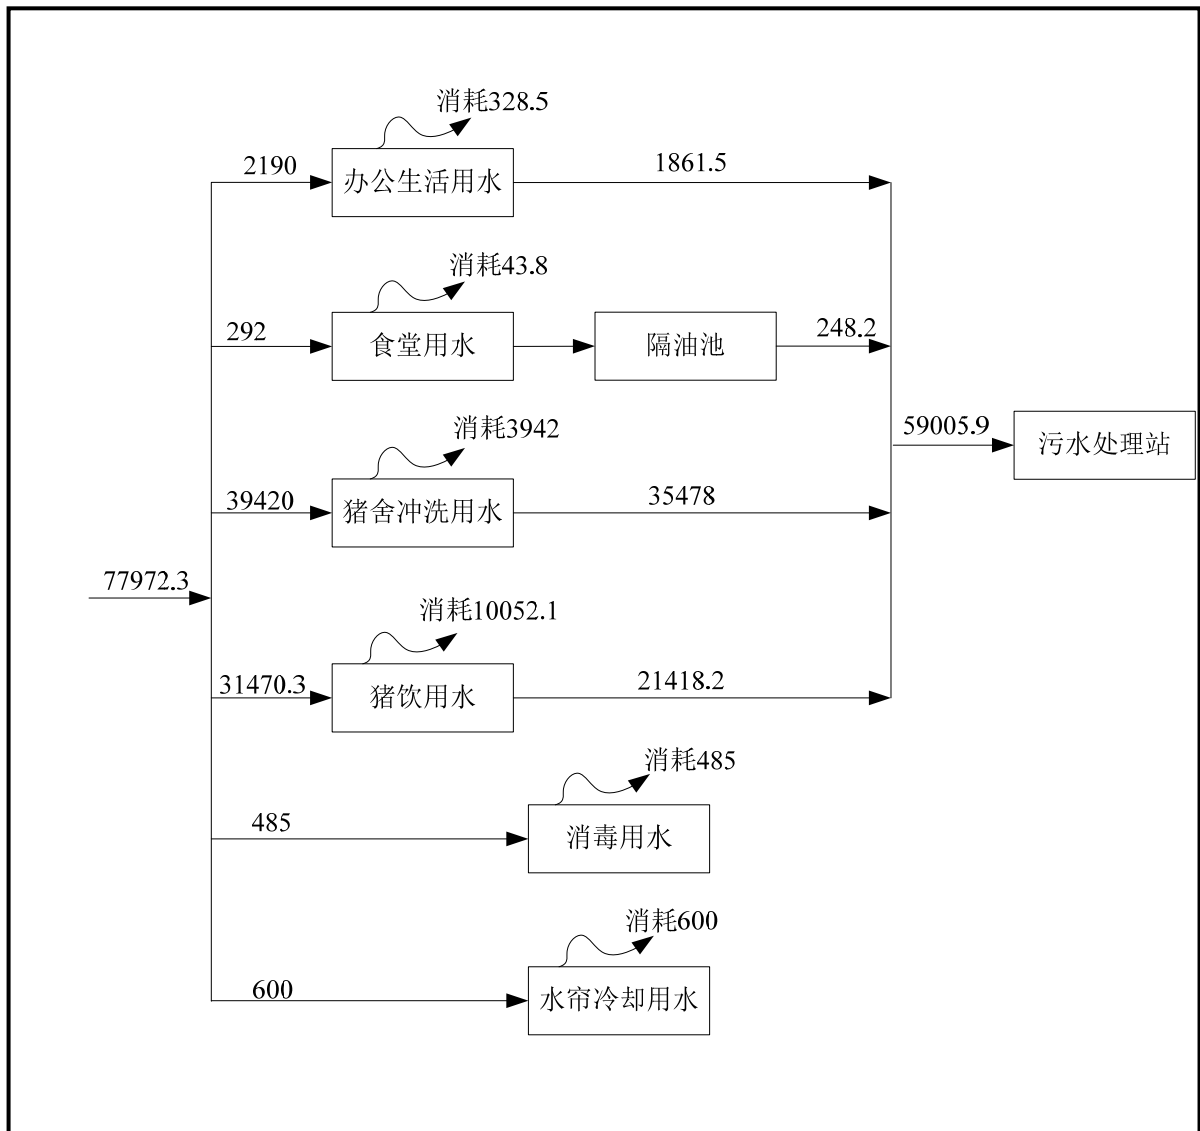 消耗328.5
2190
办公生活用水
1861.5
消耗43.8
292
食堂用水
隔油池
248.2
消耗3942
39420
猪舍冲洗用水
35478
59005.9
污水处理站
77972.3
消耗10052.1
31470.3
猪饮用水
21418.2
消耗485
485
消毒用水
消耗600
600
水帘冷却用水